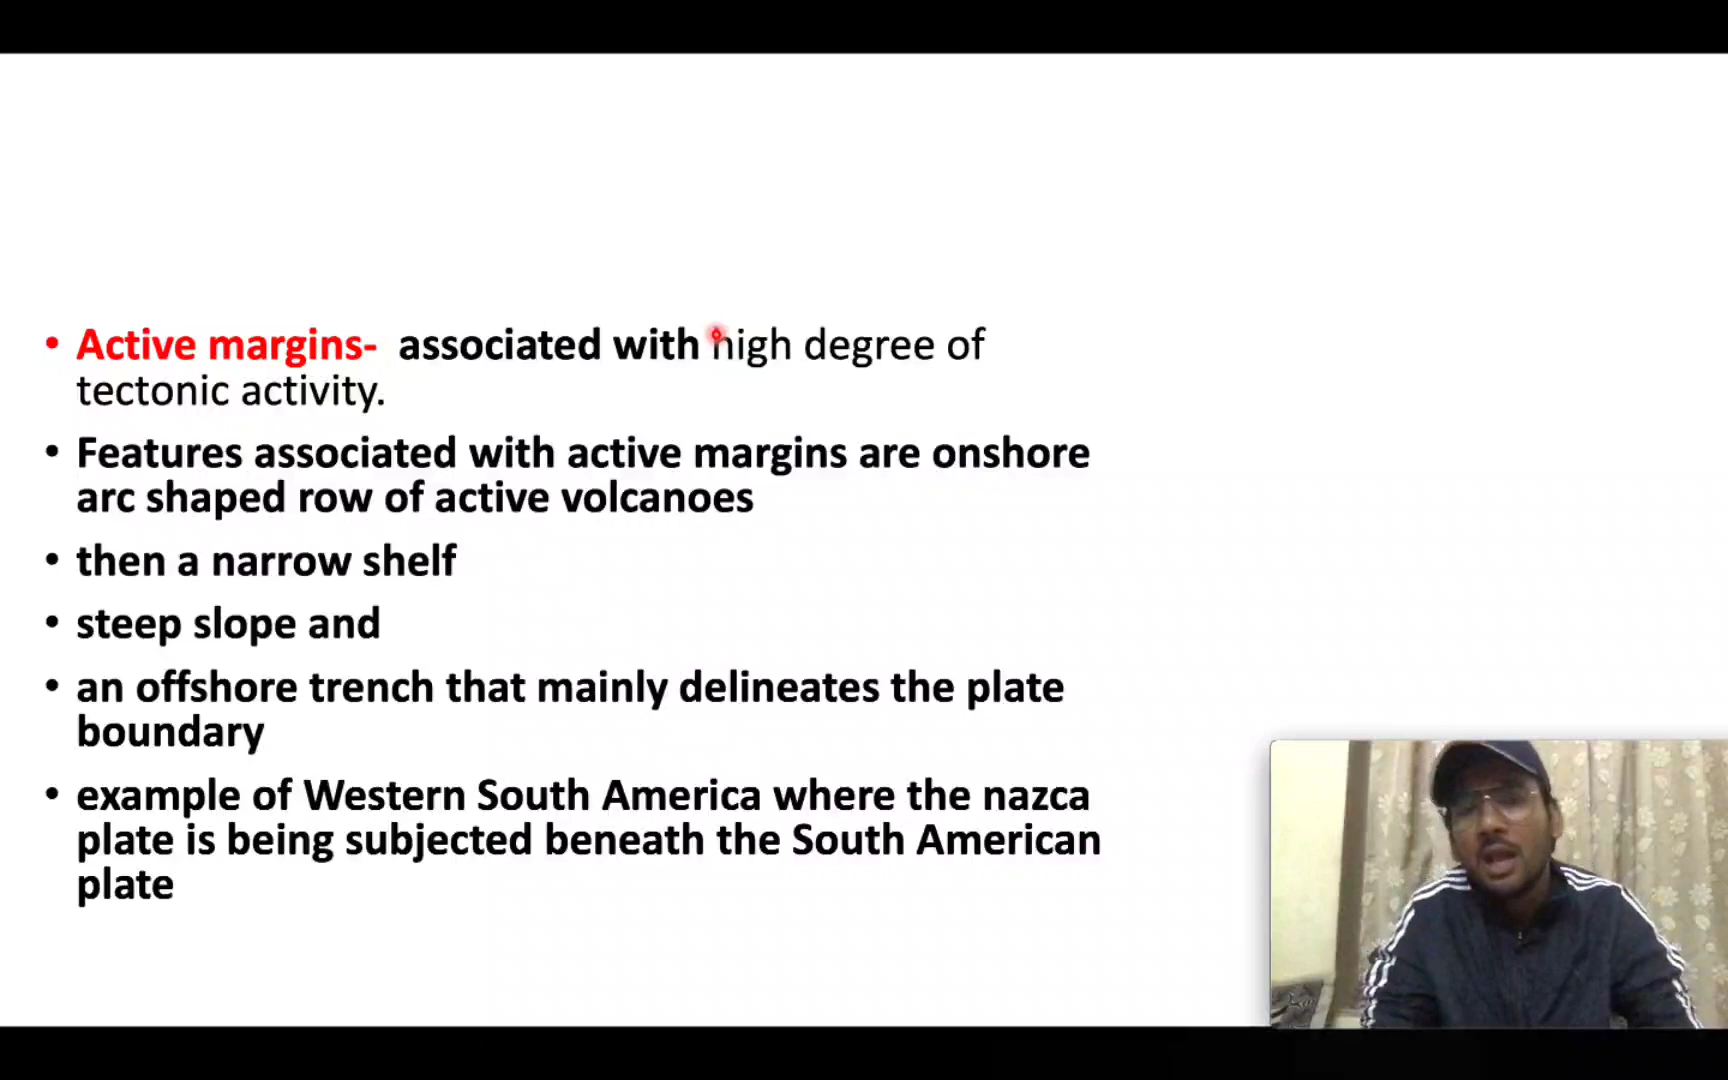 • Active margins- associated with high degree of
tectonic activity.
• Features associated with active margins are onshore
arc shaped row of active volcanoes
• then a narrow shelf
• steep slope and
• an offshore trench that mainly delineates the plate
boundary
• example of Western South America where the nazca
plate is being subjected beneath the South American
plate